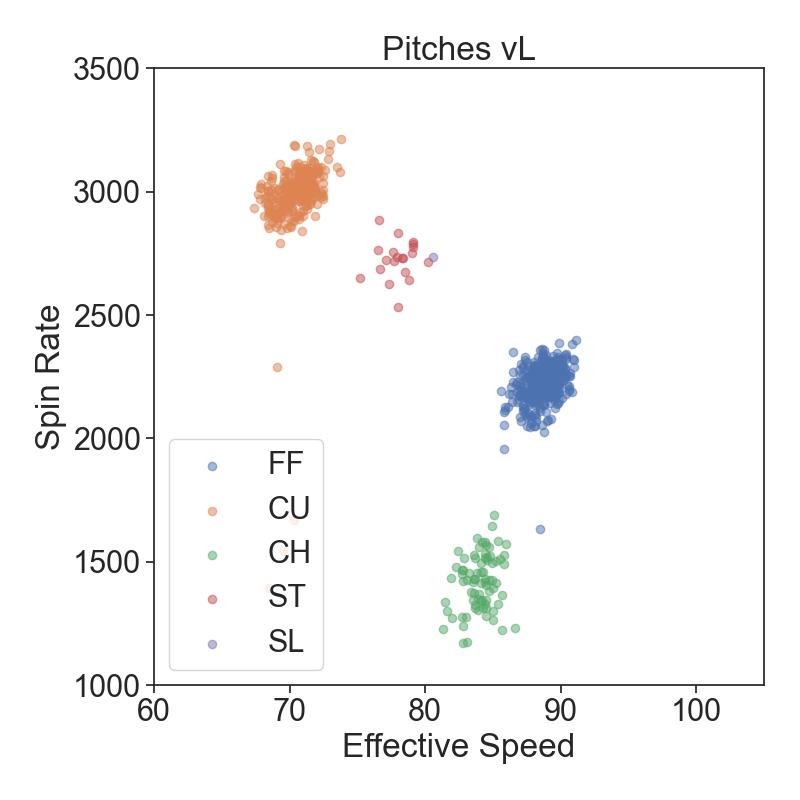 Pitches vL
3500
3000
2500
2000
1500
1000
Spin Rate
FF
CU
CH
ST
SL
60 70 80 90 100
Effective Speed